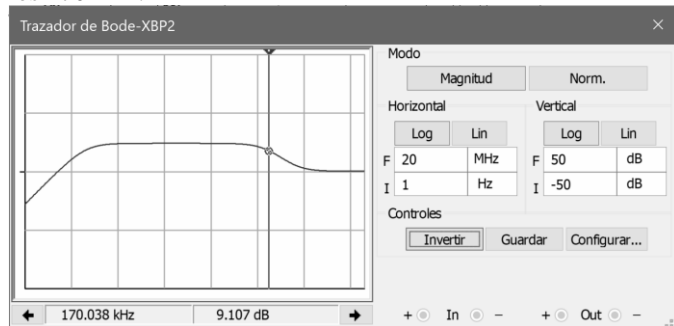 Trazador de Bode-XBP2 ×
Modo
Magnitud Norm.
Horizontal Vertical
Log Lin Log Lin
F 20 MHz F 50 dB
I 1 Hz I -50 dB
Controles
Invertir Guardar Configurar...
170.038 kHz 9.107 dB
+ In − + Out −